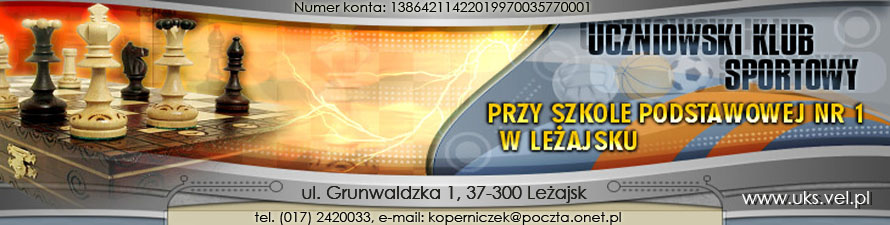 Numer konta: 13864211422019970035770001
UCZNIOWSKI KLUB
SPORTOWY
PRZY SZKOLE PODSTAWOWEJ NR 1
W LEŻAJSKU
ul. Grunwaldzka 1, 37-300 Leżajsk
www.uks.vel.pl
tel. (017) 2420033, e-mail: koperniczek@poczta.onet.pl